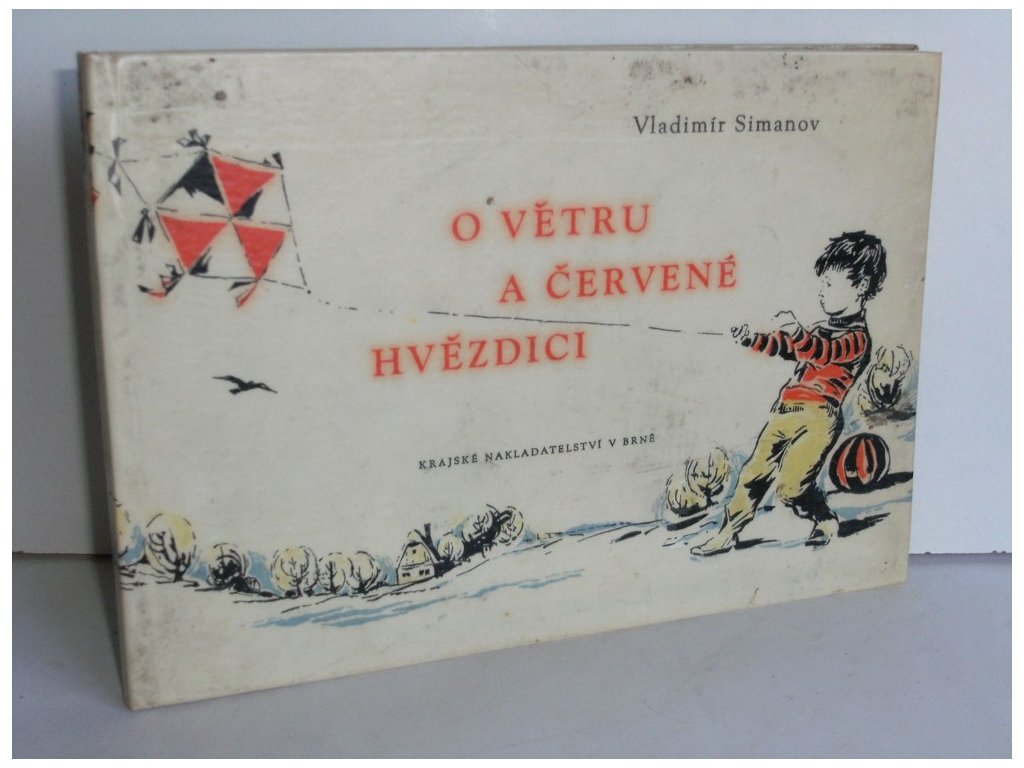 Vladimír Simanov
O VĚTRU
A ČERVENÉ
HVĚZDICI
KRAJSKÉ NAKLADATELSTVÍ V BRNĚ